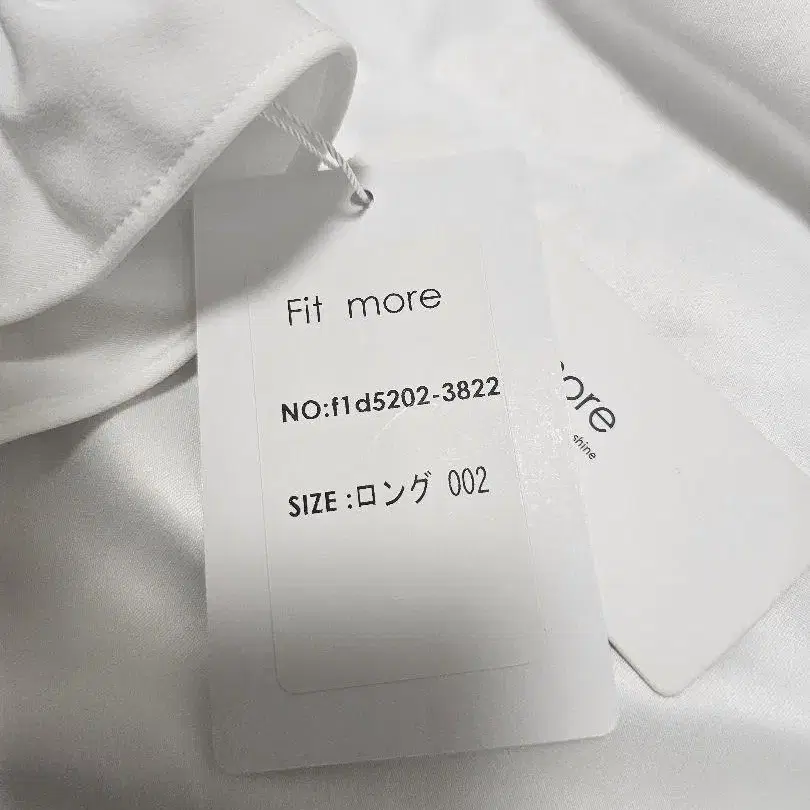 Fit more
NO:f1d5202-3822
SIZE :ロング 002
ore
shine